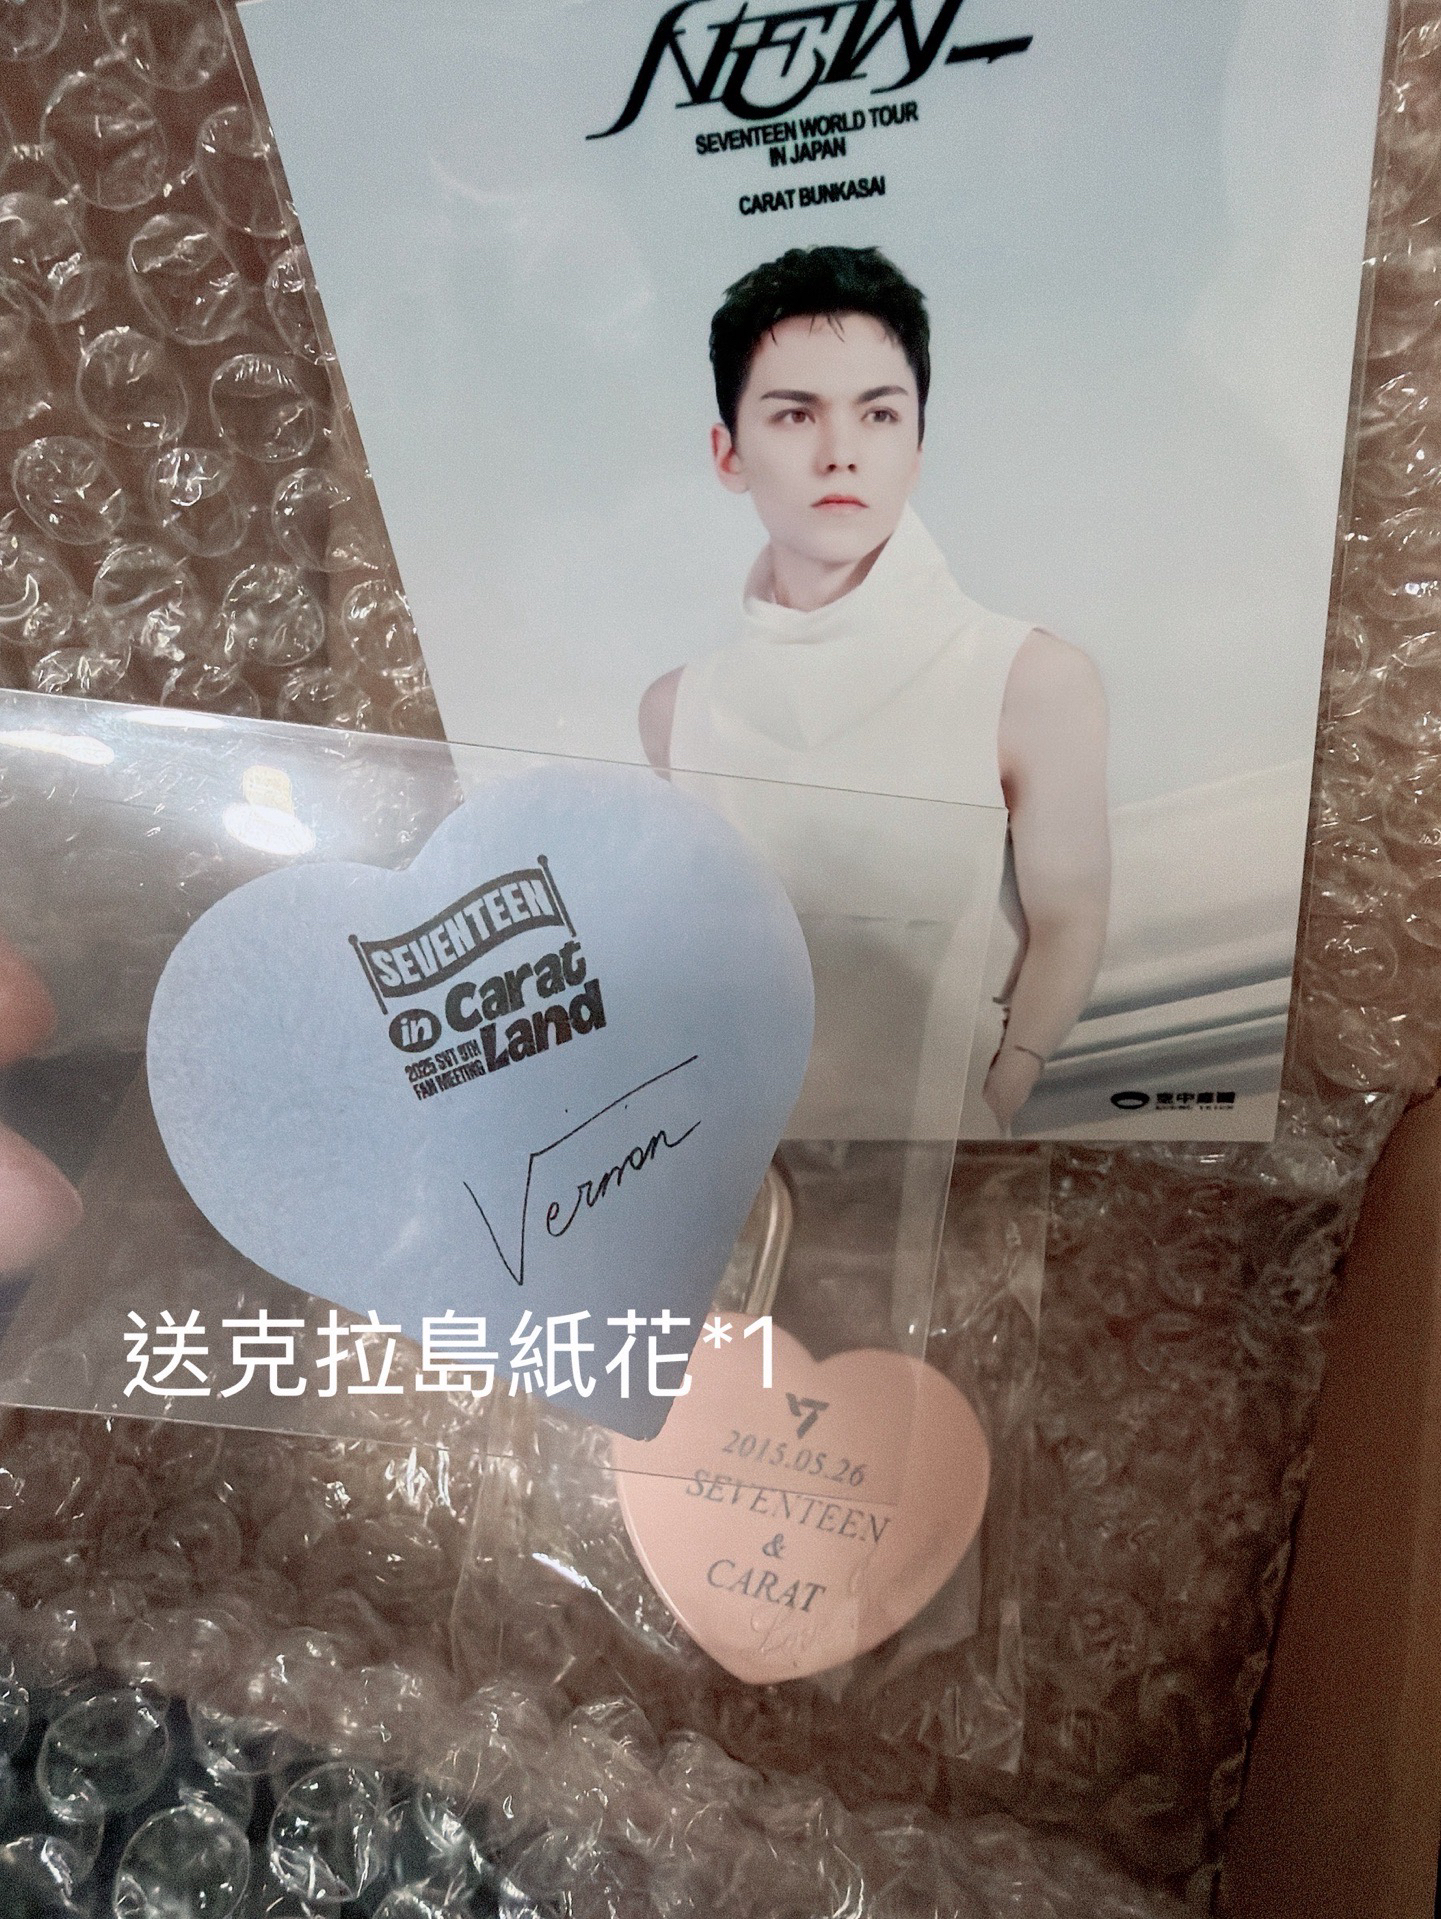 NEW_
SEVENTEEN WORLD TOUR
IN JAPAN
CARAT BUNKASAI
SEVENTEEN
in Carat
Land
2025 SVT 9TH
FAN MEETING
Vernon
送克拉島紙花*1
2015.05.26
SEVENTEEN
&
CARAT